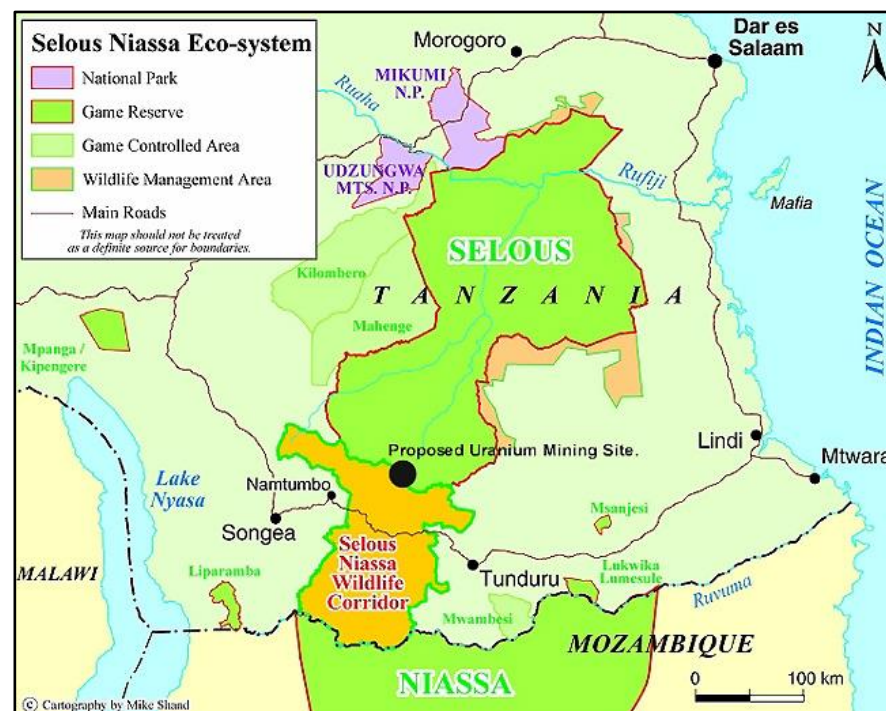 Selous Niassa Eco-system
National Park
Game Reserve
Game Controlled Area
Wildlife Management Area
Main Roads
This map should not be treated
as a definite source for boundaries.
Morogoro
Dar es
Salaam
N
MIKUMI
N.P.
Ruaha
UDZUNGWA
MTS. N.P.
Rufiji
Mafia
SELOUS
TANZANIA
INDIAN OCEAN
Kilombero
Mahenge
Mpanga /
Kipengere
Proposed Uranium Mining Site.
Lindi
Mtwara
Lake
Nyasa
Namtumbo
Songea
Msanjesi
Selous
Niassa
Wildlife
Corridor
Tunduru
Lukwika
Lumesule
Ruvuma
MALAWI
Liparamba
Mwambesi
MOZAMBIQUE
NIASSA
0 100 km
© Cartography by Mike Shand